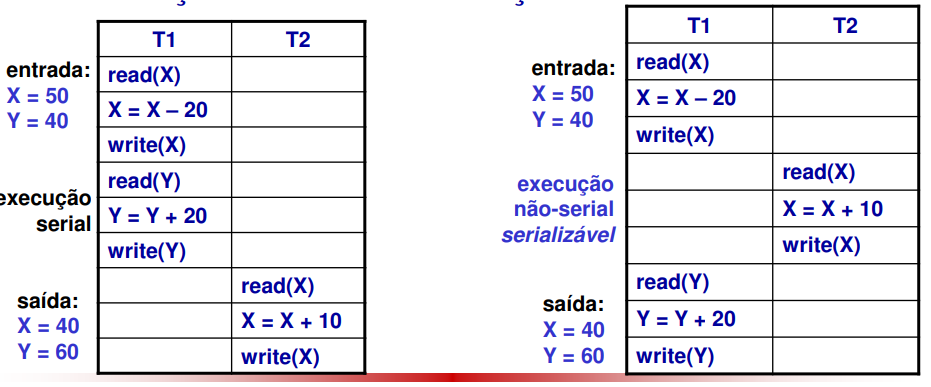 T1 T2
entrada:
X = 50
Y = 40
read(X)
X = X – 20
write(X)
read(Y)
execução
serial
Y = Y + 20
write(Y)
read(X)
saída:
X = 40
Y = 60
X = X + 10
write(X)
T1 T2
entrada:
X = 50
Y = 40
read(X)
X = X – 20
write(X)
read(X)
execução
não-serial
serializável
X = X + 10
write(X)
read(Y)
saída:
X = 40
Y = 60
Y = Y + 20
write(Y)